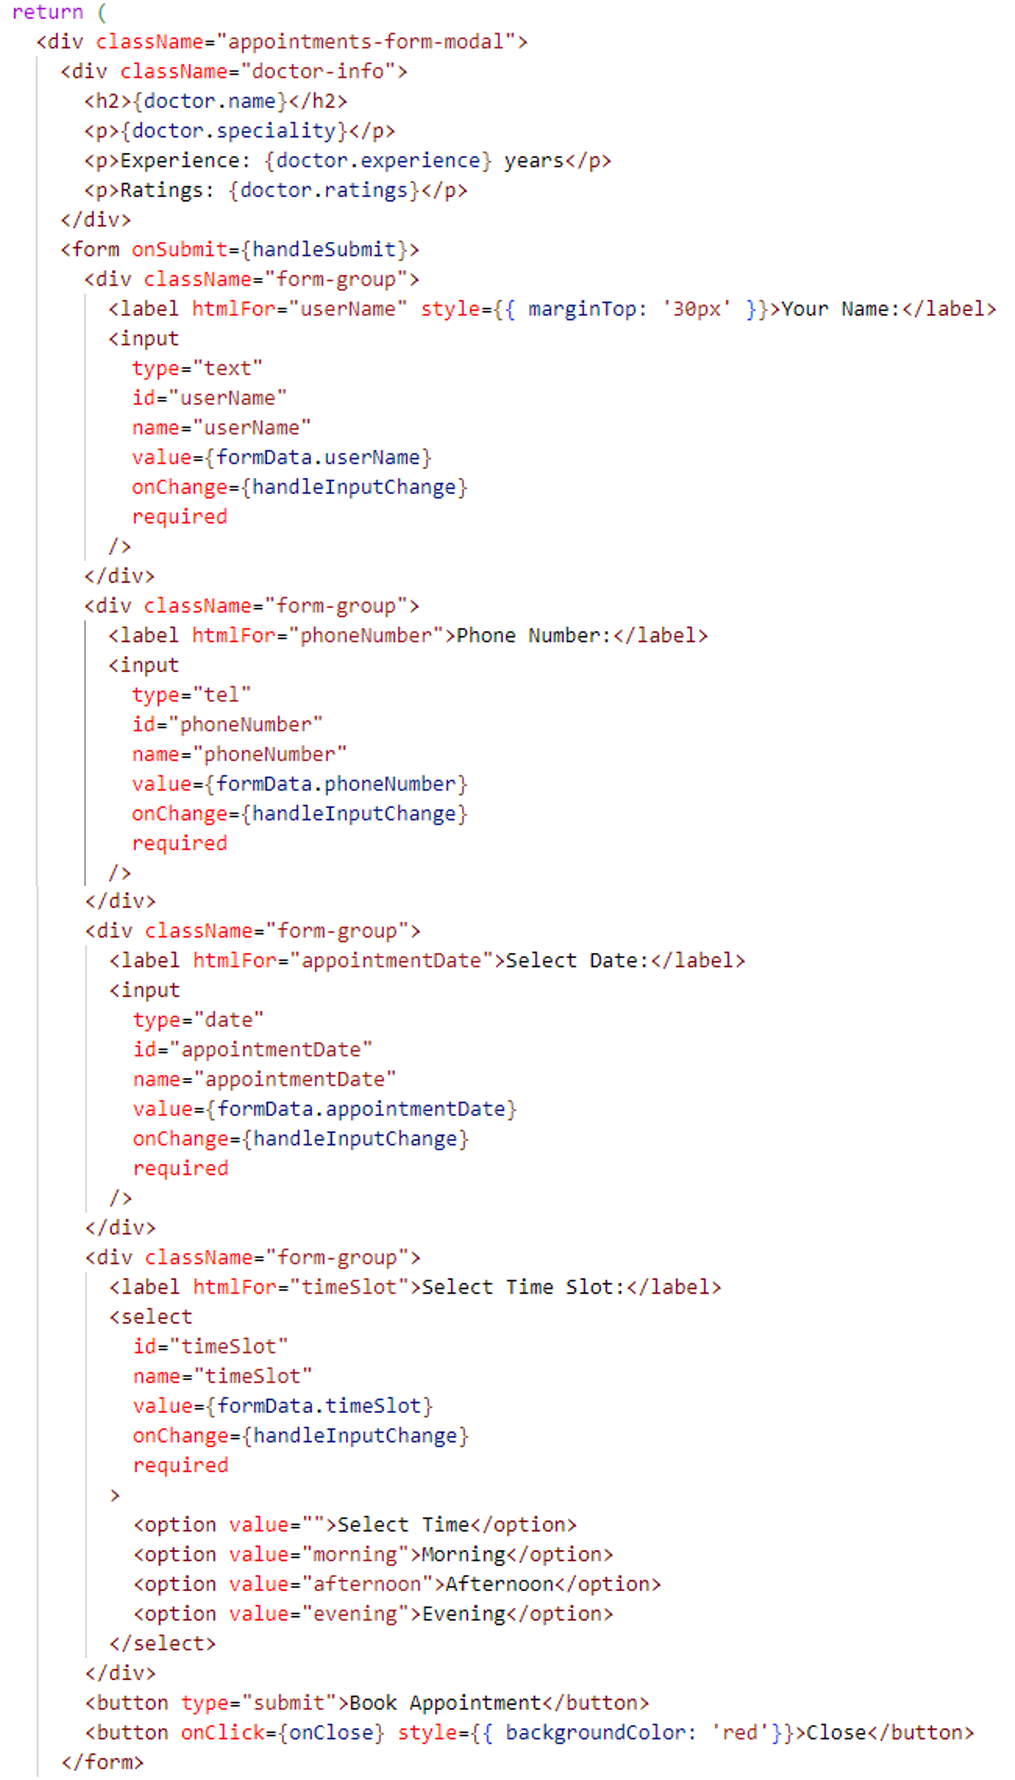 return (
<div className="appointments-form-modal">
<div className="doctor-info">
<h2>{doctor.name}</h2>
<p>{doctor.speciality}</p>
<p>Experience: {doctor.experience} years</p>
<p>Ratings: {doctor.ratings}</p>
</div>
<form onSubmit={handleSubmit}>
<div className="form-group">
<label htmlFor="userName" style={{ marginTop: '30px' }}>Your Name:</label>
<input
type="text"
id="userName"
name="userName"
value={formData.userName}
onChange={handleInputChange}
required
/>
</div>
<div className="form-group">
<label htmlFor="phoneNumber">Phone Number:</label>
<input
type="tel"
id="phoneNumber"
name="phoneNumber"
value={formData.phoneNumber}
onChange={handleInputChange}
required
/>
</div>
<div className="form-group">
<label htmlFor="appointmentDate">Select Date:</label>
<input
type="date"
id="appointmentDate"
name="appointmentDate"
value={formData.appointmentDate}
onChange={handleInputChange}
required
/>
</div>
<div className="form-group">
<label htmlFor="timeSlot">Select Time Slot:</label>
<select
id="timeSlot"
name="timeSlot"
value={formData.timeSlot}
onChange={handleInputChange}
required
>
<option value="">Select Time</option>
<option value="morning">Morning</option>
<option value="afternoon">Afternoon</option>
<option value="evening">Evening</option>
</select>
</div>
<button type="submit">Book Appointment</button>
<button onClick={onClose} style={{ backgroundColor: 'red'}}>Close</button>
</form>